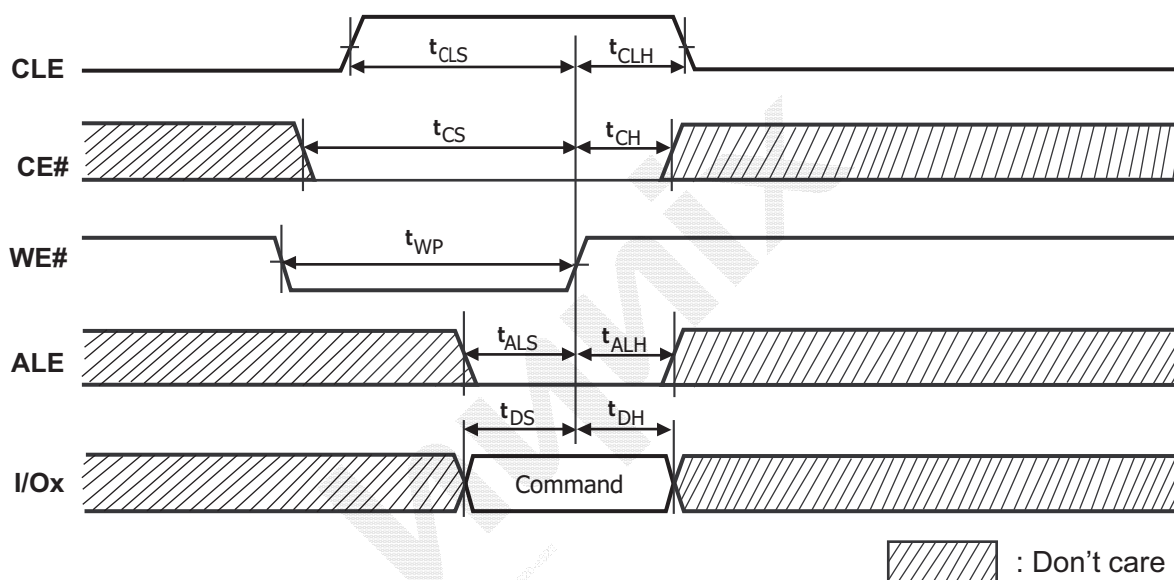 CLE
tCLS
tCLH
CE#
tCS
tCH
WE#
tWP
ALE
tALS
tALH
tDS
tDH
I/Ox
Command
: Don't care